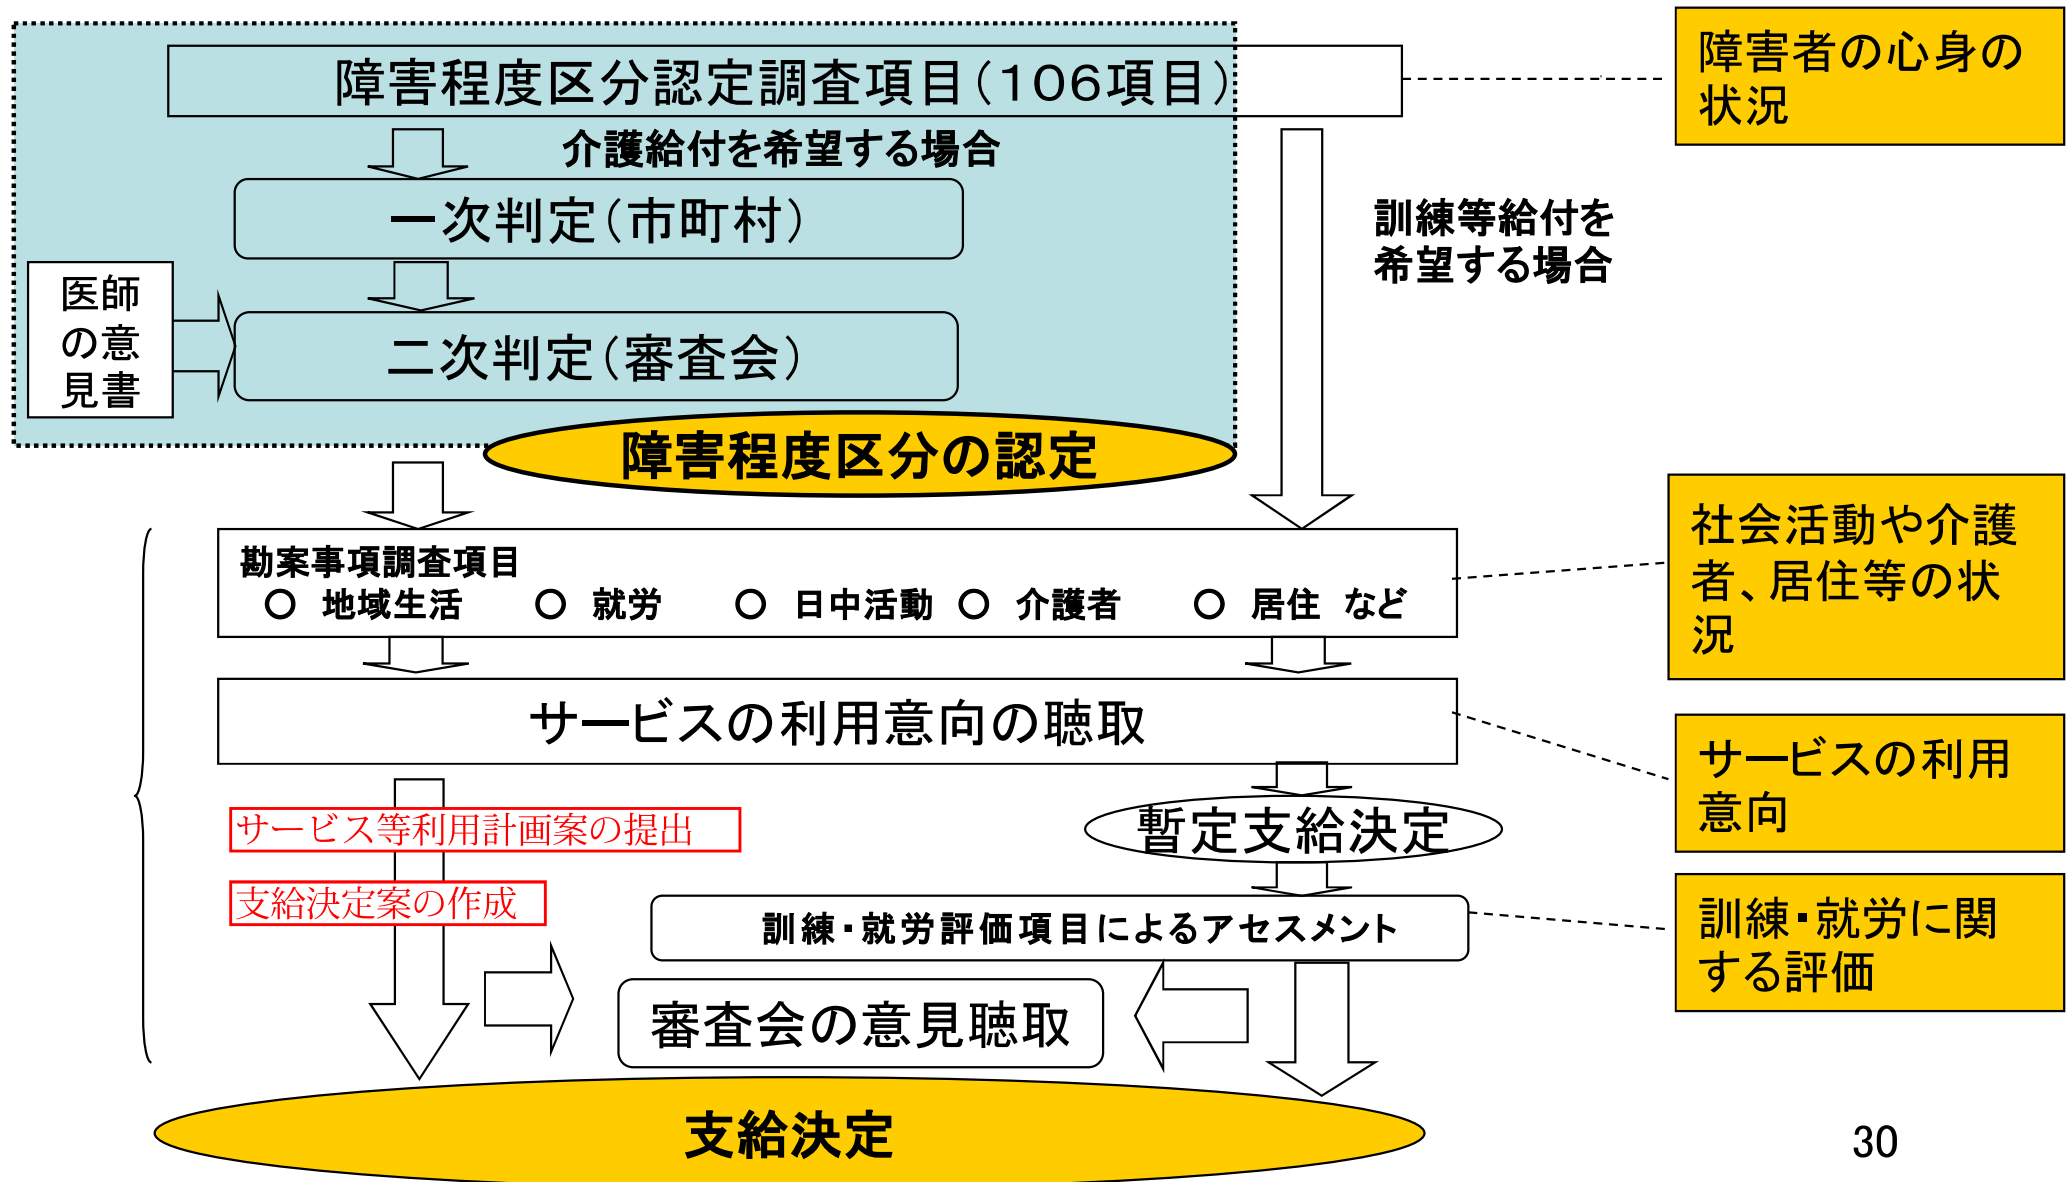 障害程度区分認定調査項目（１０６項目）
障害者の心身の
状況
介護給付を希望する場合
一次判定（市町村）
訓練等給付を
希望する場合
医師
の意
見書
二次判定（審査会）
障害程度区分の認定
勘案事項調査項目
○ 地域生活 ○ 就労 ○ 日中活動 ○ 介護者 ○ 居住 など
社会活動や介護
者、居住等の状
況
サービスの利用意向の聴取
サービスの利用
意向
サービス等利用計画案の提出
暫定支給決定
支給決定案の作成
訓練・就労評価項目によるアセスメント
訓練・就労に関
する評価
審査会の意見聴取
支給決定
30